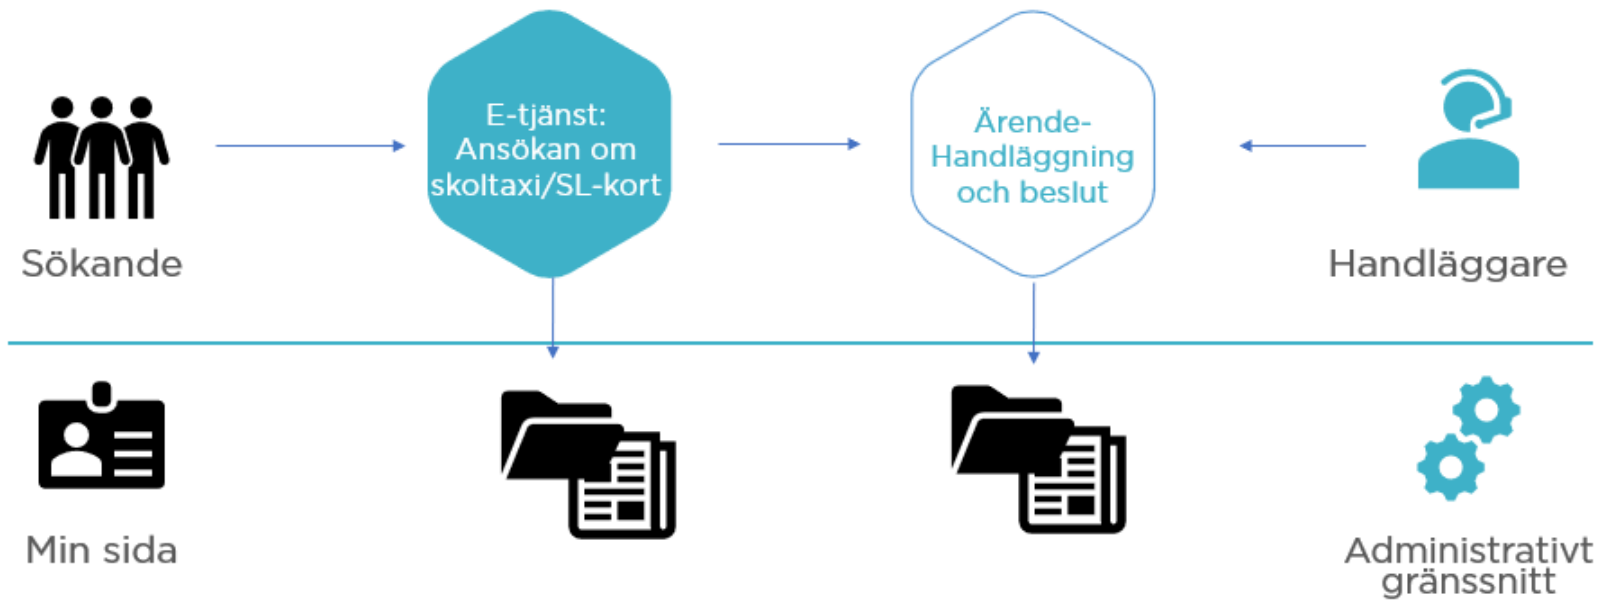 E-tjänst:
Ansökan om
skoltaxi/SL-kort
Ärende-
Handläggning
och beslut
Sökande
Handläggare
Min sida
Administrativt
gränssnitt